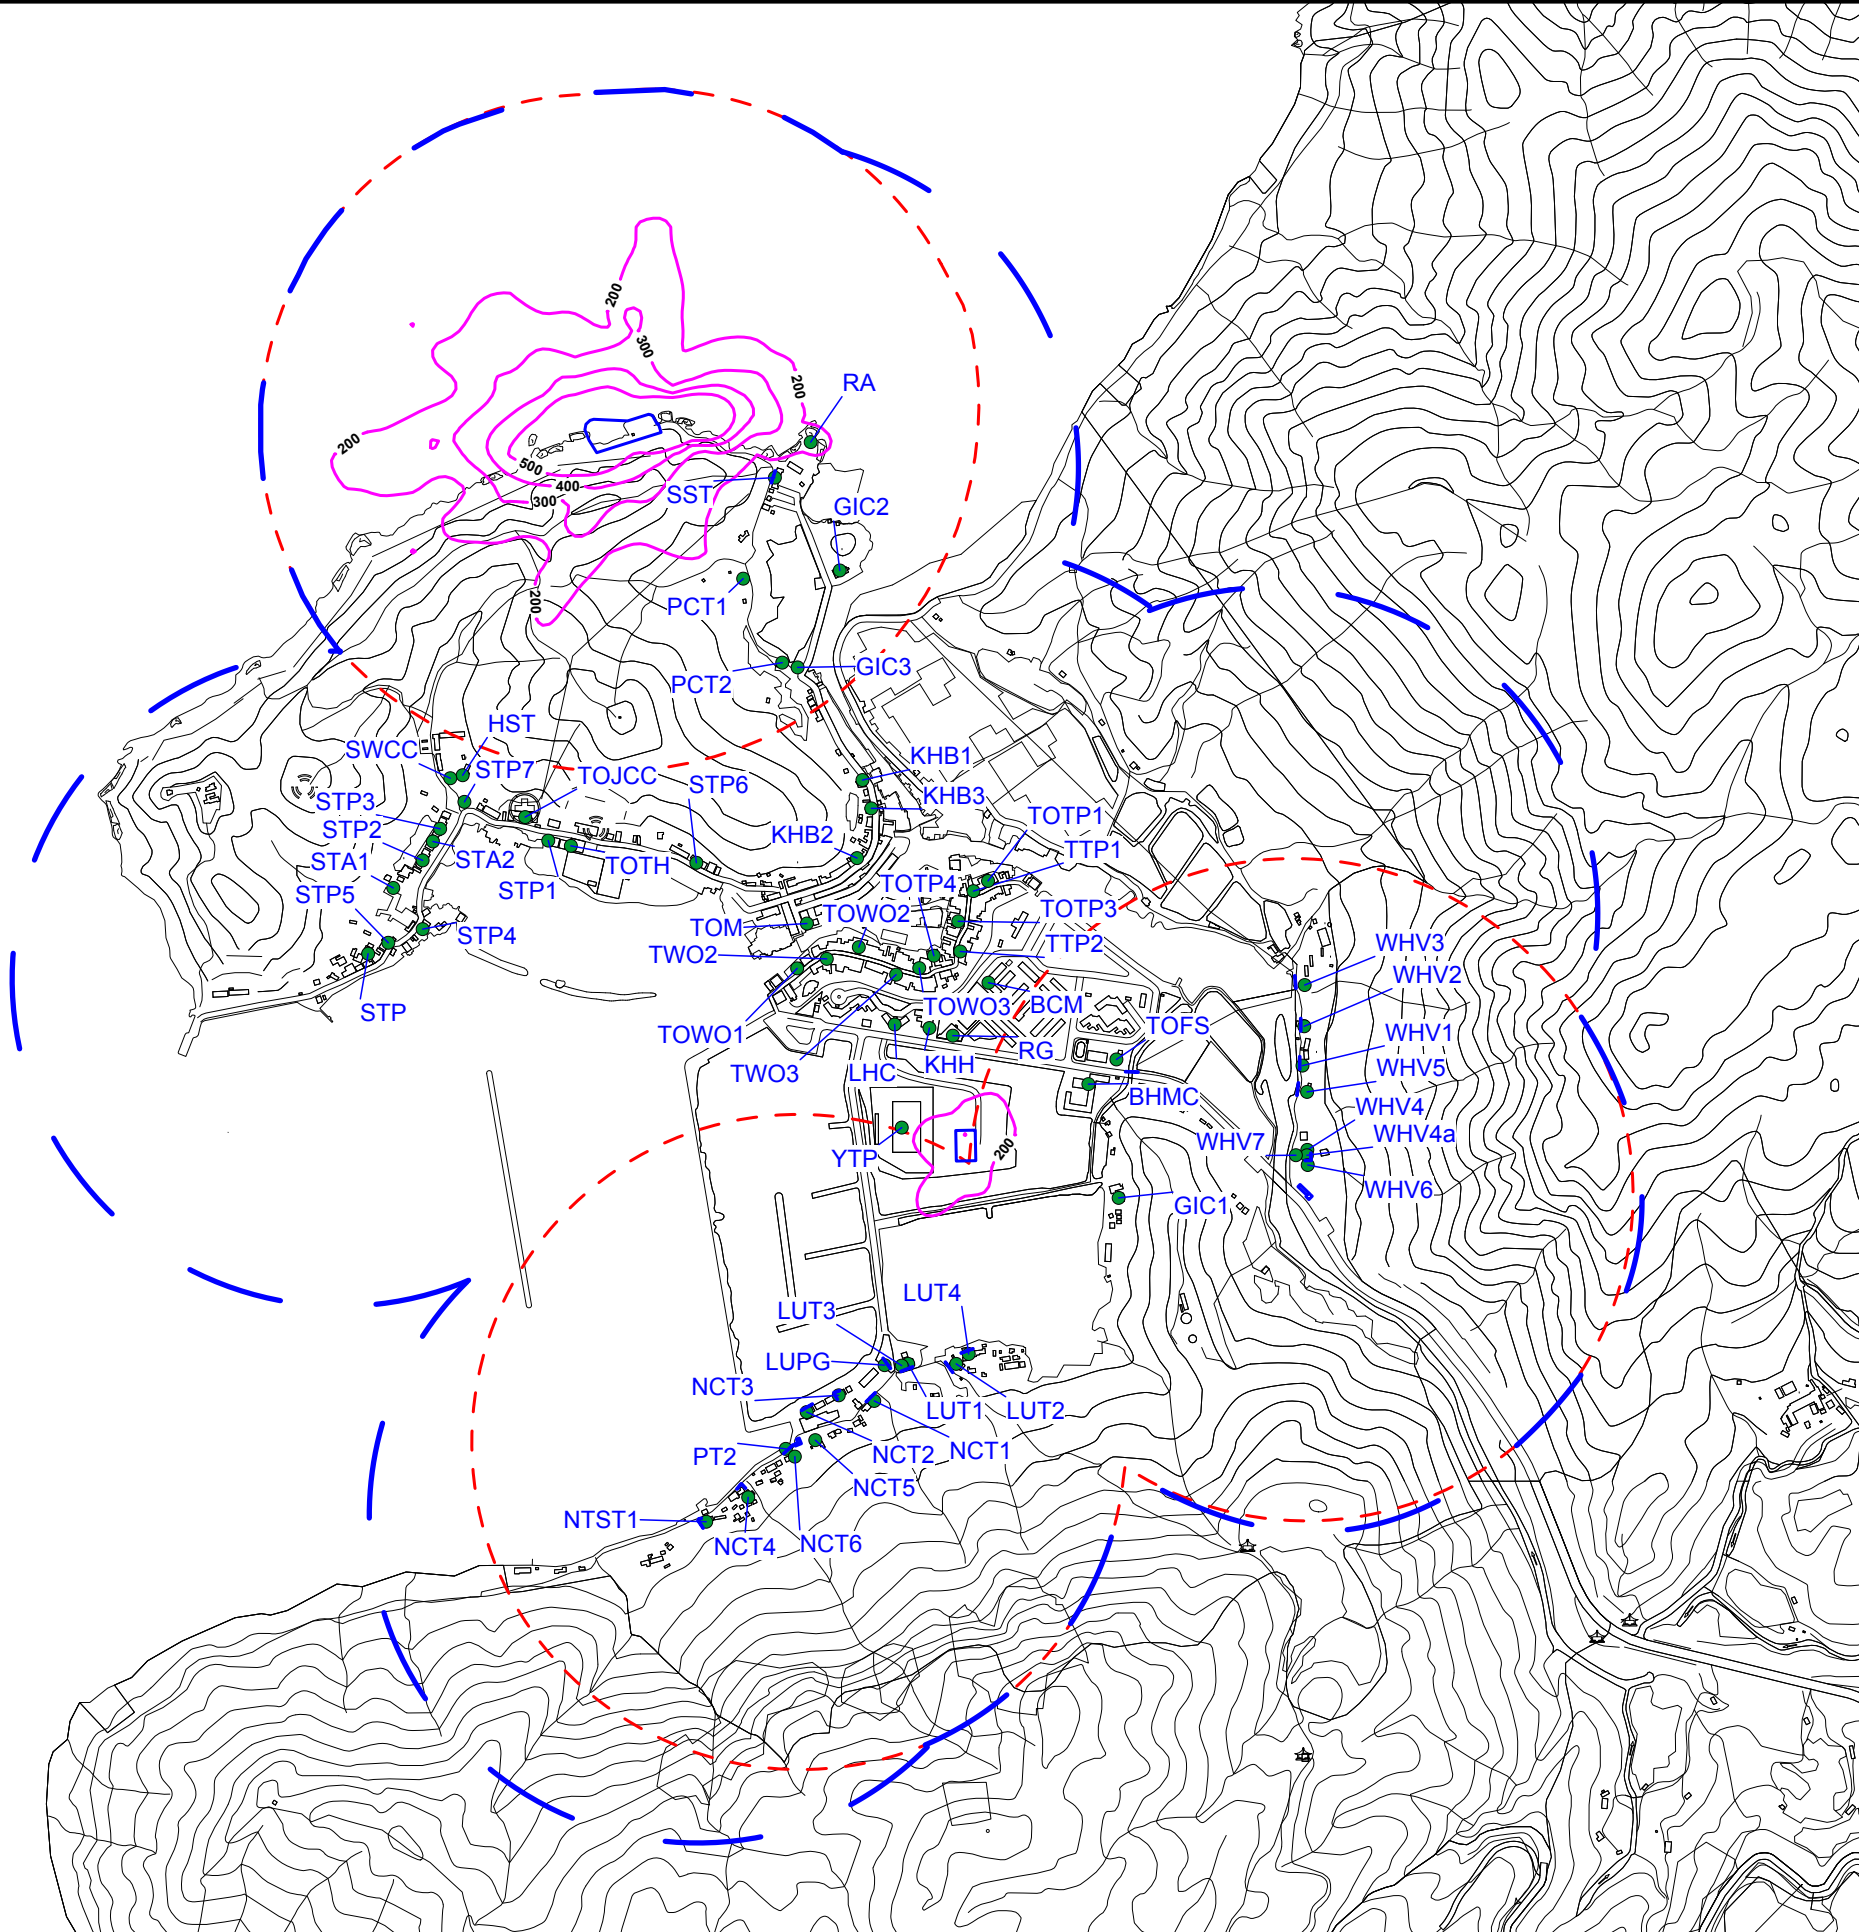 200
300
200
RA
200
500
400
300
SST
GIC2
200
PCT1
GIC3
PCT2
HST
SWCC
STP7
TOJCC
STP6
KHB1
KHB3
STP3
STP2
STA1
STA2
TOTH
STP1
KHB2
TOTP1
TTP1
TOTP4
STP5
STP4
TOWO2
TOTP3
TOM
TTP2
TWO2
STP
TOWO3
BCM
TOFS
TOWO1
TWO3
LHC
KHH
RG
BHMC
WHV3
WHV2
WHV1
WHV5
WHV4
WHV4a
WHV7
WHV6
YTP
200
GIC1
LUT4
LUT3
LUPG
NCT3
LUT1
LUT2
PT2
NCT2
NCT1
NCT5
NTST1
NCT4
NCT6